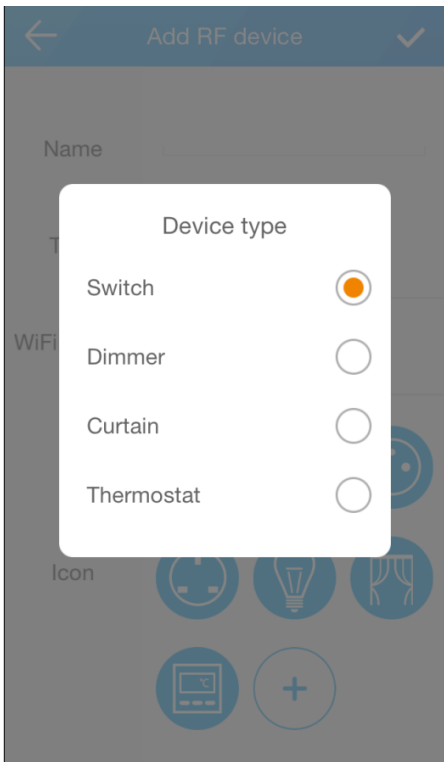 Add RF device
Name
Device type
T
Switch
WiFi
Dimmer
Curtain
Thermostat
Icon
°C